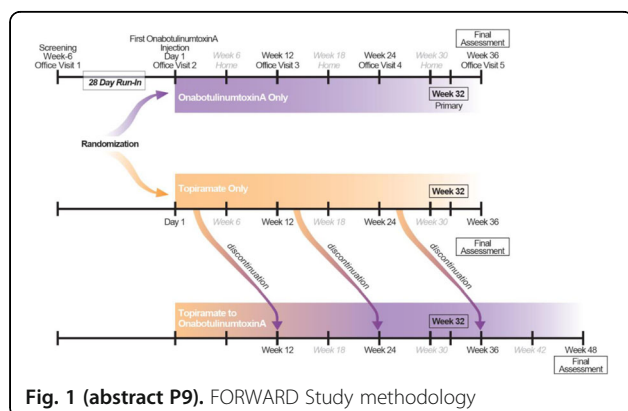 Final
Assessment
Screening
Week-6
Office Visit 1
28 Day Run-In
First OnabotulinumtoxinA
Injection
Day 1
Office Visit 2
Week 6
Home
Week 12
Office Visit 3
Week 18
Home
Week 24
Office Visit 4
Week 30
Home
Week 36
Office Visit 5
OnabotulinumtoxinA Only
Week 32
Primary
Randomization
Topiramate Only
Week 32
Day 1
Week 6
Week 12
Week 18
Week 24
Week 30
Week 36
Final
Assessment
discontinuation
discontinuation
discontinuation
Topiramate to
OnabotulinumtoxinA
Week 32
Week 12
Week 18
Week 24
Week 30
Week 36
Week 42
Week 48
Final
Assessment
Fig. 1 (abstract P9). FORWARD Study methodology